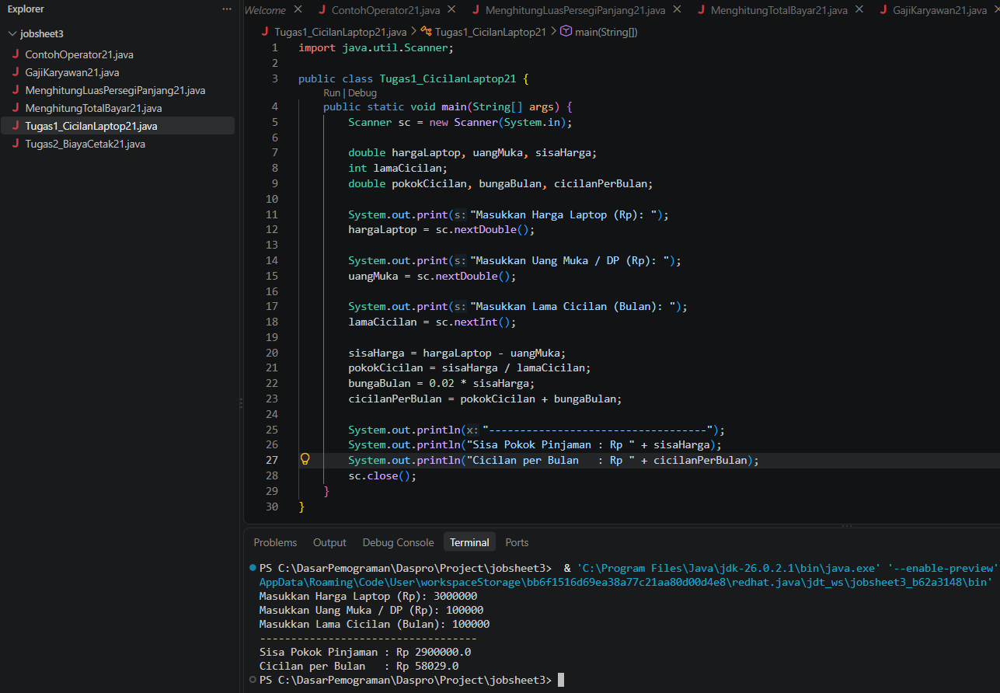 Explorer ···
jobsheet3
ContohOperator21.java
GajiKaryawan21.java
MenghitungLuasPersegiPanjang21.java
MenghitungTotalBayar21.java
Tugas1_CicilanLaptop21.java
Tugas2_BiayaCetak21.java
Welcome ContohOperator21.java MenghitungLuasPersegiPanjang21.java MenghitungTotalBayar21.java GajiKaryawan21.java
Tugas1_CicilanLaptop21.java > Tugas1_CicilanLaptop21 > main(String[])
1 import java.util.Scanner;
2
3 public class Tugas1_CicilanLaptop21 {
Run | Debug
4 public static void main(String[] args) {
5 Scanner sc = new Scanner(System.in);
6
7 double hargaLaptop, uangMuka, sisaHarga;
8 int lamaCicilan;
9 double pokokCicilan, bungaBulan, cicilanPerBulan;
10
11 System.out.print(s: "Masukkan Harga Laptop (Rp): ");
12 hargaLaptop = sc.nextDouble();
13
14 System.out.print(s: "Masukkan Uang Muka / DP (Rp): ");
15 uangMuka = sc.nextDouble();
16
17 System.out.print(s: "Masukkan Lama Cicilan (Bulan): ");
18 lamaCicilan = sc.nextInt();
19
20 sisaHarga = hargaLaptop - uangMuka;
21 pokokCicilan = sisaHarga / lamaCicilan;
22 bungaBulan = 0.02 * sisaHarga;
23 cicilanPerBulan = pokokCicilan + bungaBulan;
24
25 System.out.println(x: "-----------------------------------");
26 System.out.println("Sisa Pokok Pinjaman : Rp " + sisaHarga);
27 System.out.println("Cicilan per Bulan   : Rp " + cicilanPerBulan);
28 sc.close();
29 }
30 }
Problems Output Debug Console Terminal Ports
PS C:\DasarPemograman\Daspro\Project\jobsheet3>  & 'C:\Program Files\Java\jdk-26.0.2.1\bin\java.exe' '--enable-preview'
AppData\Roaming\Code\User\workspaceStorage\bb6f1516d69ea38a77c21aa80d00d4e8\redhat.java\jdt_ws\jobsheet3_b62a3148\bin'
Masukkan Harga Laptop (Rp): 3000000
Masukkan Uang Muka / DP (Rp): 100000
Masukkan Lama Cicilan (Bulan): 100000
-----------------------------------
Sisa Pokok Pinjaman : Rp 2900000.0
Cicilan per Bulan   : Rp 58029.0
PS C:\DasarPemograman\Daspro\Project\jobsheet3>